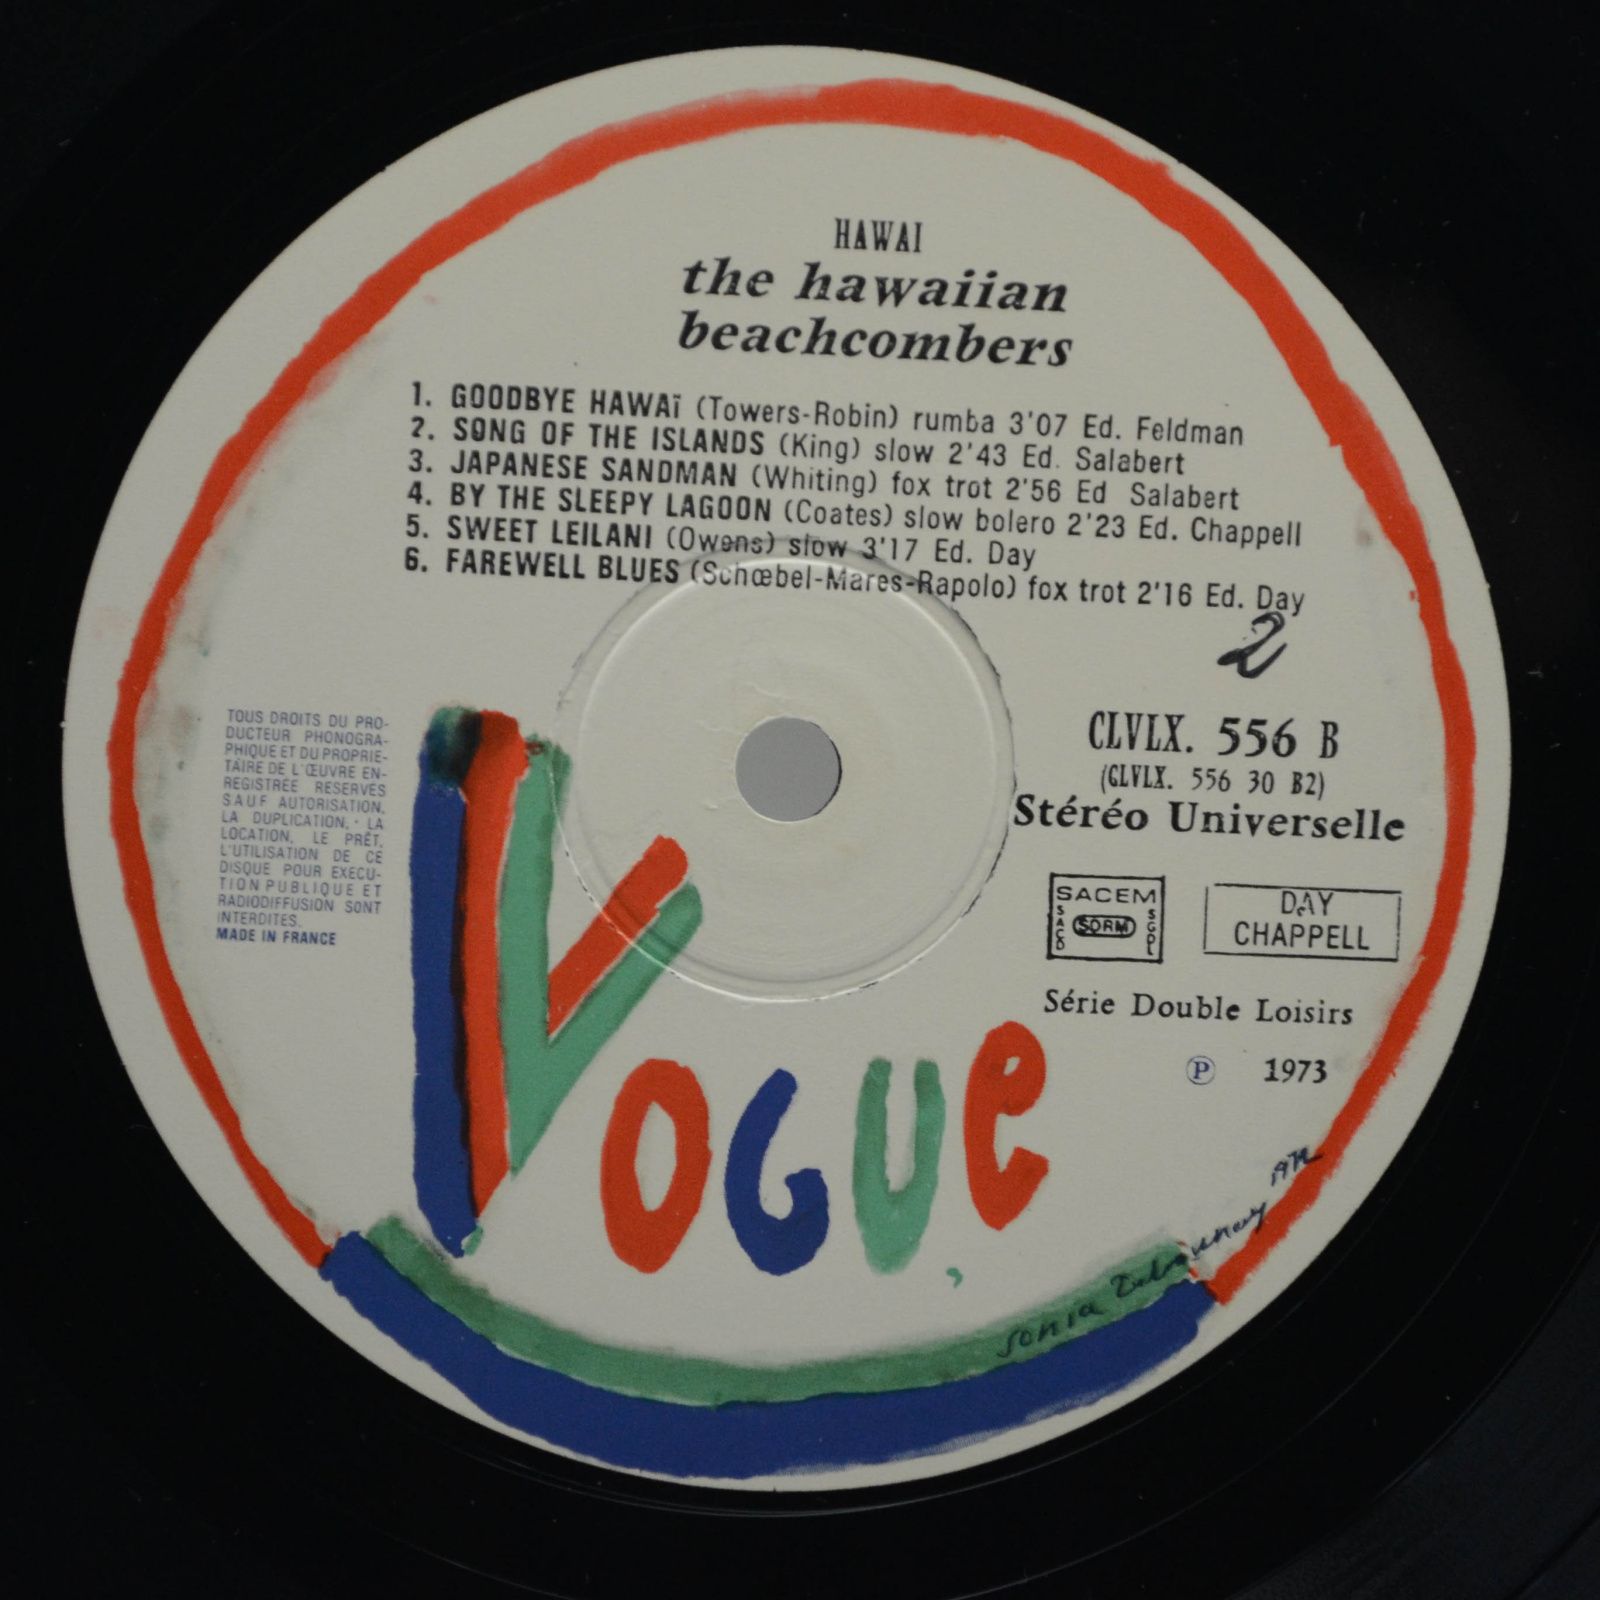 HAWAI
the hawaiian
beachcombers
1. GOODBYE HAWAÏ (Towers-Robin) rumba 3'07 Ed. Feldman
2. SONG OF THE ISLANDS (King) slow 2'43 Ed. Salabert
3. JAPANESE SANDMAN (Whiting) fox trot 2'56 Ed Salabert
4. BY THE SLEEPY LAGOON (Coates) slow bolero 2'23 Ed. Chappell
5. SWEET LEILANI (Owens) slow 3'17 Ed. Day
6. FAREWELL BLUES (Schœbel-Mares-Rapolo) fox trot 2'16 Ed. Day
2
TOUS DROITS DU PRO-
DUCTEUR PHONOGRA-
PHIQUE ET DU PROPRIE-
TAIRE DE L'ŒUVRE EN-
REGISTRÉE RESERVÉS
SAUF AUTORISATION,
LA DUPLICATION, LA
LOCATION, LE PRÊT,
L'UTILISATION DE CE
DISQUE POUR EXECU-
TION PUBLIQUE ET
RADIODIFFUSION SONT
INTERDITES.
MADE IN FRANCE
CLVLX. 556 B
(CLVLX. 556 30 B2)
Stéréo Universelle
SACEM
SACD SDRM SGDL
DAY
CHAPPELL
Série Double Loisirs
Ⓟ 1973
VOGUE
sonia Delaunay 1972